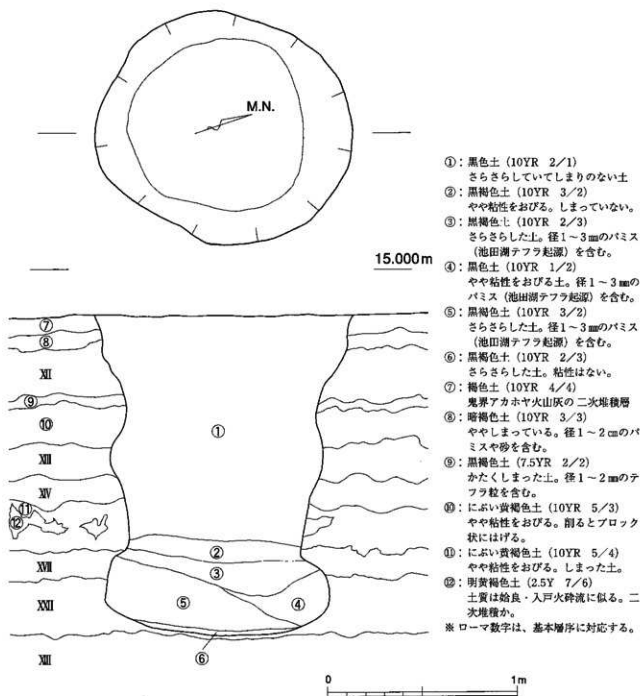 M.N.
15.000m
①：黒色土（10YR 2/1）
さらさらしていてしまりのない土
②：黒褐色土（10YR 3/2）
やや粘性をおびる。しまっていない。
③：黒褐色土（10YR 2/3）
さらさらした土。径1～3㎜のパミス
（池田湖テフラ起源）を含む。
④：黒色土（10YR 1/2）
やや粘性をおびる土。径1～3㎜の
パミス（池田湖テフラ起源）を含む。
⑤：黒褐色土（10YR 3/2）
さらさらした土。径1～3㎜のパミス
（池田湖テフラ起源）を含む。
⑥：黒褐色土（10YR 2/3）
さらさらした土。粘性はない。
⑦：褐色土（10YR 4/4）
鬼界アカホヤ火山灰の二次堆積層
⑧：暗褐色土（10YR 3/3）
ややしまっている。径1～2㎝のパ
ミスや砂を含む。
⑨：黒褐色土（7.5YR 2/2）
かたくしまった土。径1～2㎜のテ
フラ粒を含む。
⑩：にぶい黄褐色土（10YR 5/3）
やや粘性をおびる。削るとブロック
状にはげる。
⑪：にぶい黄褐色土（10YR 5/4）
やや粘性をおびる。しまった土。
⑫：明黄褐色土（2.5Y 7/6）
土質は姶良・入戸火砕流に似る。二
次堆積か。
※ ローマ数字は、基本層序に対応する。
⑦
⑧
XII
⑨
⑩
XIII
XIV
⑪
⑫
XVII
XXII
XIII
①
②
③
⑤
④
⑥
0
1m